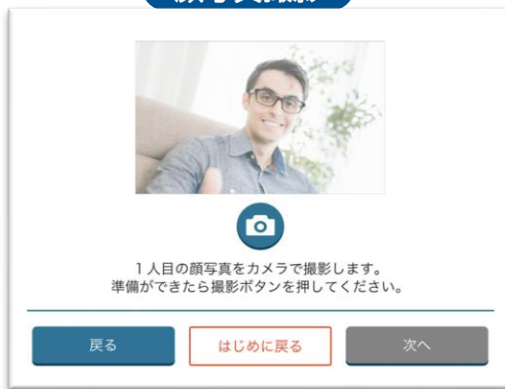 1人目の顔写真をカメラで撮影します。
準備ができたら撮影ボタンを押してください。
戻る
はじめに戻る
次へ